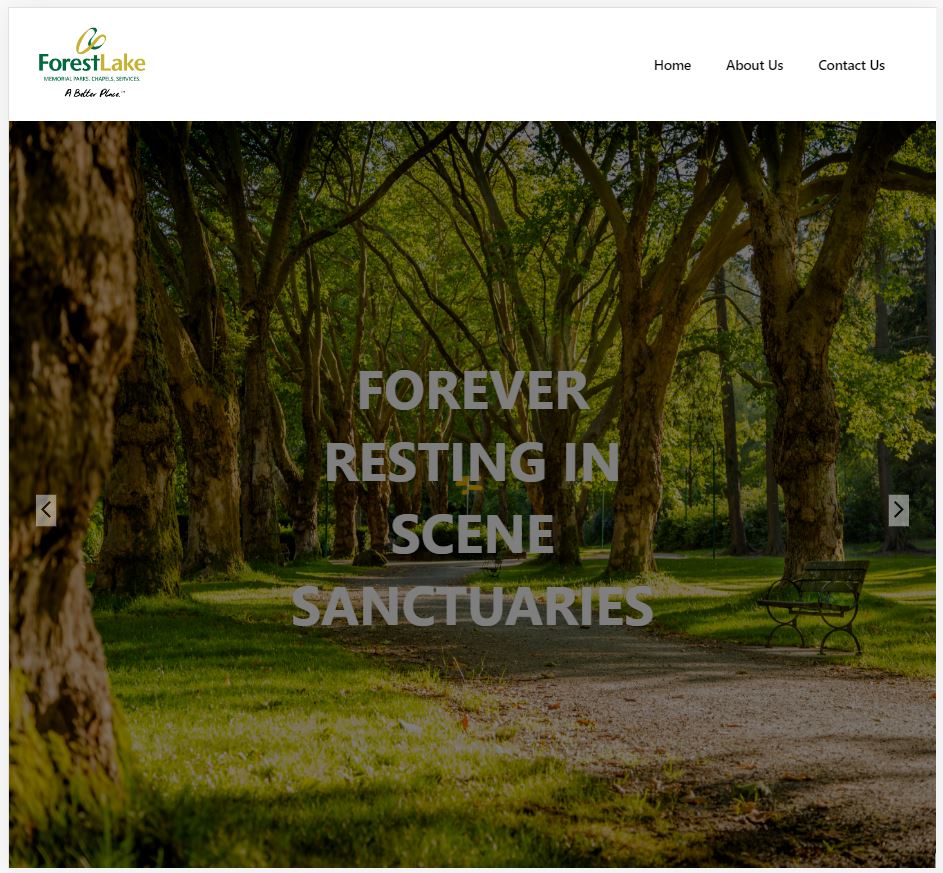 ForestLake
MEMORIAL PARKS. CHAPELS. SERVICES.
A Better Place.™
Home About Us Contact Us
FOREVER
RESTING IN
SCENE
SANCTUARIES